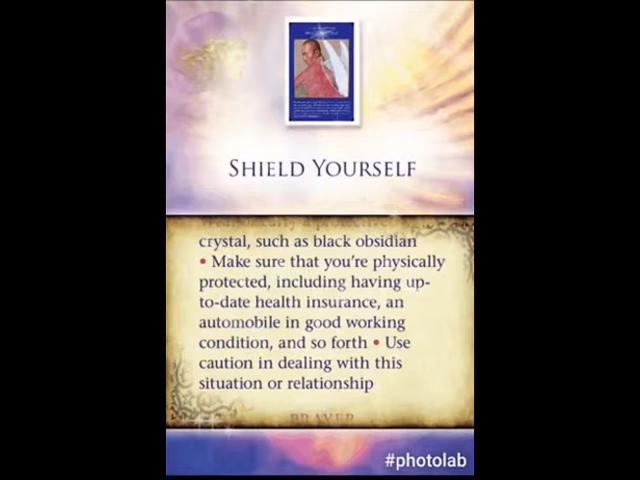 SHIELD YOURSELF
crystal, such as black obsidian
• Make sure that you're physically
protected, including having up-
to-date health insurance, an
automobile in good working
condition, and so forth • Use
caution in dealing with this
situation or relationship
PRAYER
#photolab